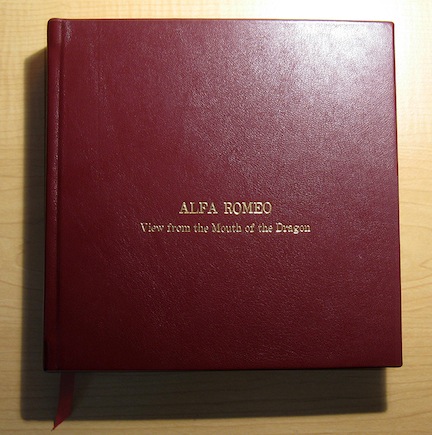 ALFA ROMEO
View from the Mouth of the Dragon